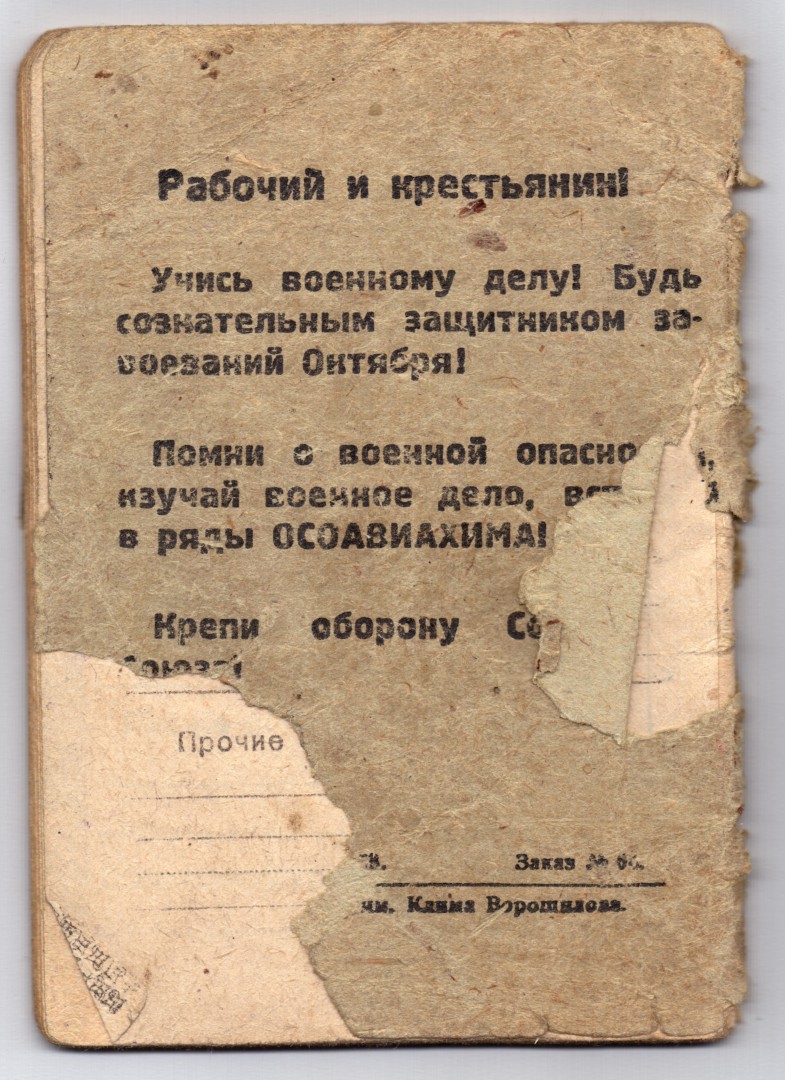 Рабочий и крестьянин!
Учись военному делу! Будь
сознательным защитником за-
воеваний Октября!
Помни о военной
изучай военное дело,
в ряды ОСОАВИАХИМА!
Крепи оборону
Союза!
Прочие
Заказ №
им. Клима Ворошилова.